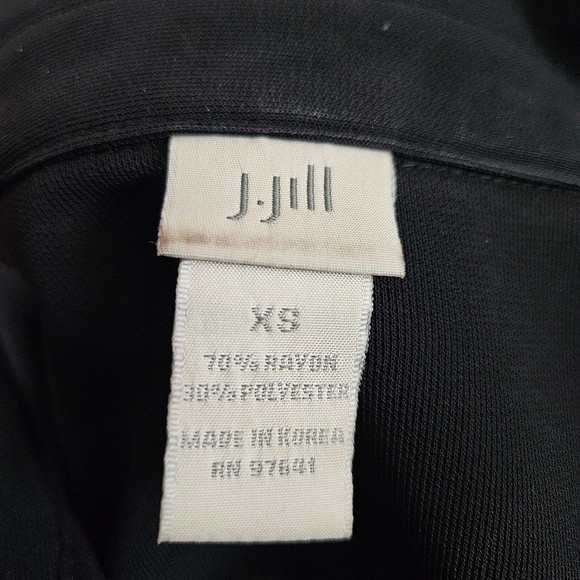 J.Jill
XS
70% RAYON
30% POLYESTER
MADE IN KOREA
RN 97641